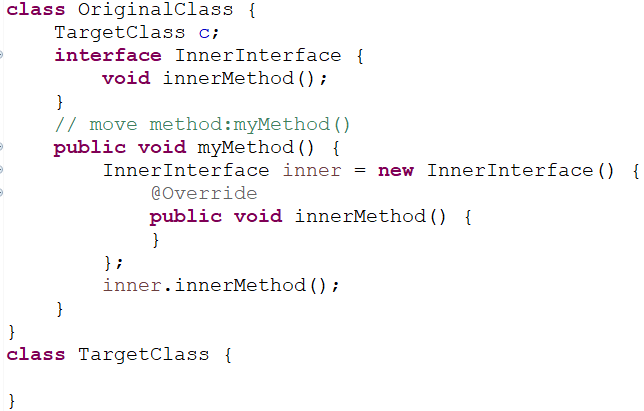 class OriginalClass {
    TargetClass c;
    interface InnerInterface {
        void innerMethod();
    }
    // move method:myMethod()
    public void myMethod() {
        InnerInterface inner = new InnerInterface() {
            @Override
            public void innerMethod() {
            }
        };
        inner.innerMethod();
    }
}
class TargetClass {

}